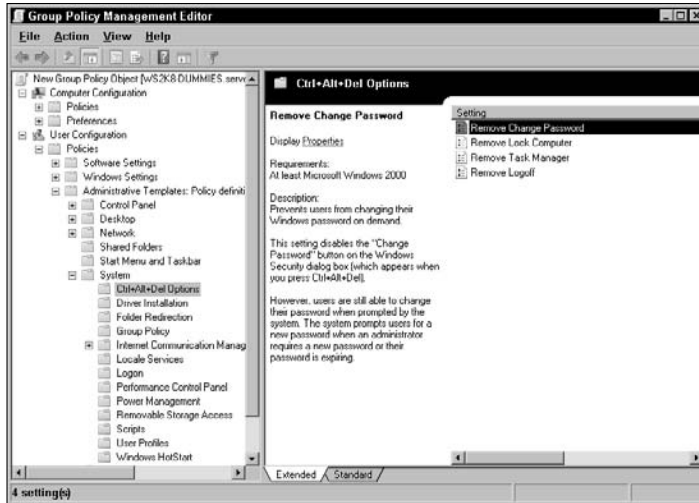 Group Policy Management Editor
File Action View Help
New Group Policy Object [WS2K8.DUMMIES.serve
Computer Configuration
Policies
Preferences
User Configuration
Policies
Software Settings
Windows Settings
Administrative Templates: Policy definiti
Control Panel
Desktop
Network
Shared Folders
Start Menu and Taskbar
System
Ctrl+Alt+Del Options
Driver Installation
Folder Redirection
Group Policy
Internet Communication Manag
Locale Services
Logon
Performance Control Panel
Power Management
Removable Storage Access
Scripts
User Profiles
Windows HotStart
Ctrl+Alt+Del Options
Remove Change Password
Display Properties
Requirements:
At least Microsoft Windows 2000
Description:
Prevents users from changing their
Windows password on demand.
This setting disables the "Change
Password" button on the Windows
Security dialog box (which appears when
you press Ctrl+Alt+Del).
However, users are still able to change
their password when prompted by the
system. The system prompts users for a
new password when an administrator
requires a new password or their
password is expiring.
Setting
Remove Change Password
Remove Lock Computer
Remove Task Manager
Remove Logoff
Extended Standard
4 setting(s)